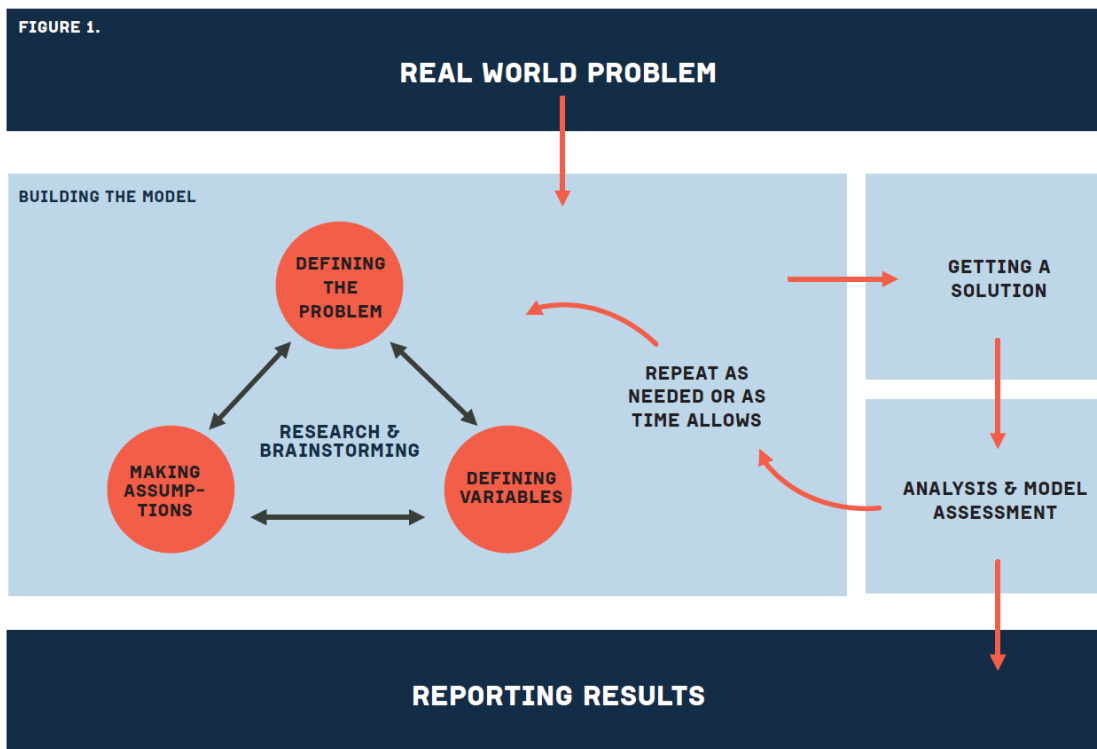 FIGURE 1.
REAL WORLD PROBLEM
BUILDING THE MODEL
DEFINING
THE
PROBLEM
RESEARCH &
BRAINSTORMING
MAKING
ASSUMP-
TIONS
DEFINING
VARIABLES
REPEAT AS
NEEDED OR AS
TIME ALLOWS
GETTING A
SOLUTION
ANALYSIS & MODEL
ASSESSMENT
REPORTING RESULTS